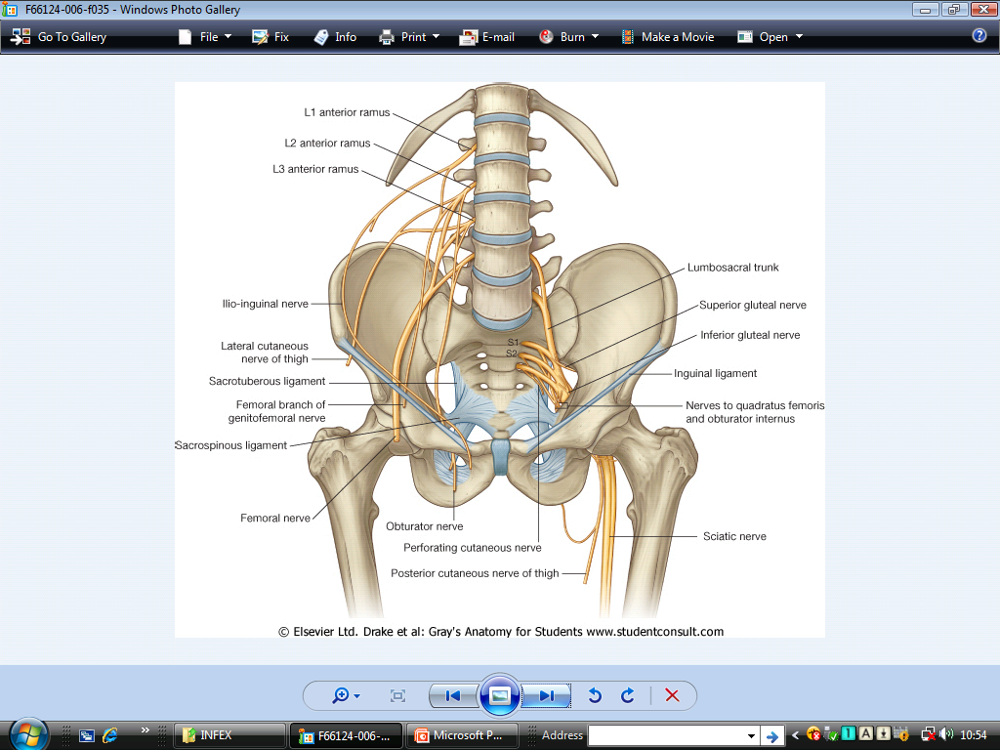 F66124-006-f035 - Windows Photo Gallery
Go To Gallery
File
Fix
Info
Print
E-mail
Burn
Make a Movie
Open
L1 anterior ramus
L2 anterior ramus
L3 anterior ramus
Lumbosacral trunk
Ilio-inguinal nerve
Superior gluteal nerve
Inferior gluteal nerve
S1
S2
Lateral cutaneous
nerve of thigh
Inguinal ligament
Sacrotuberous ligament
Femoral branch of
genitofemoral nerve
Nerves to quadratus femoris
and obturator internus
Sacrospinous ligament
Femoral nerve
Obturator nerve
Perforating cutaneous nerve
Sciatic nerve
Posterior cutaneous nerve of thigh
© Elsevier Ltd. Drake et al: Gray's Anatomy for Students www.studentconsult.com
INFEX
F66124-006-...
Microsoft P...
Address
1
A
10:54